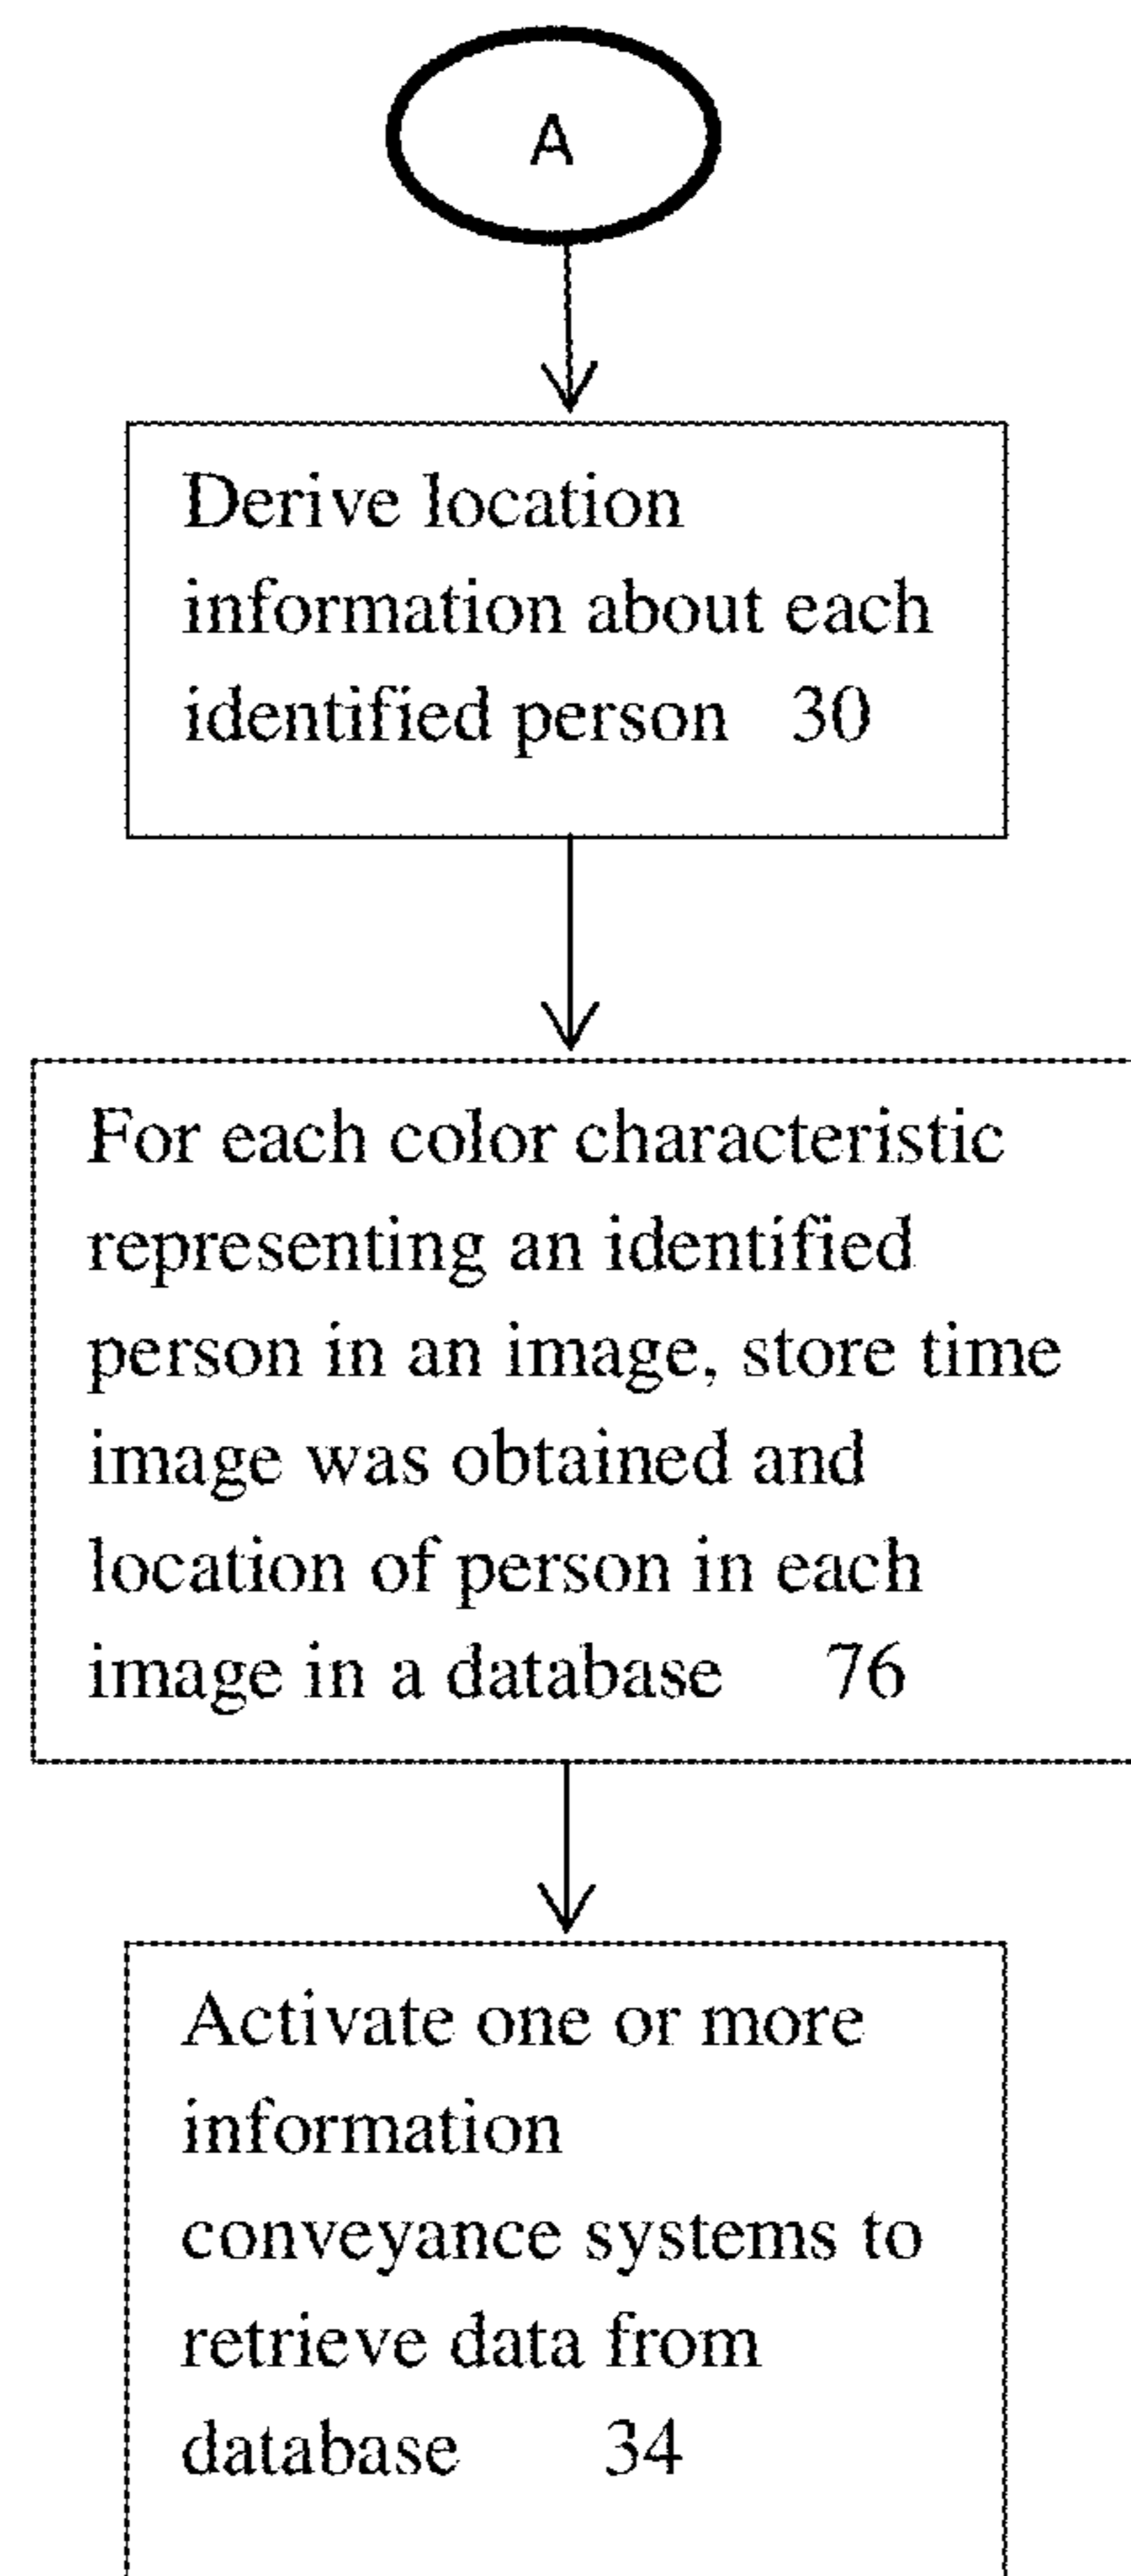 A
Derive location
information about each
identified person 30
For each color characteristic
representing an identified
person in an image, store time
image was obtained and
location of person in each
image in a database 76
Activate one or more
information
conveyance systems to
retrieve data from
database 34